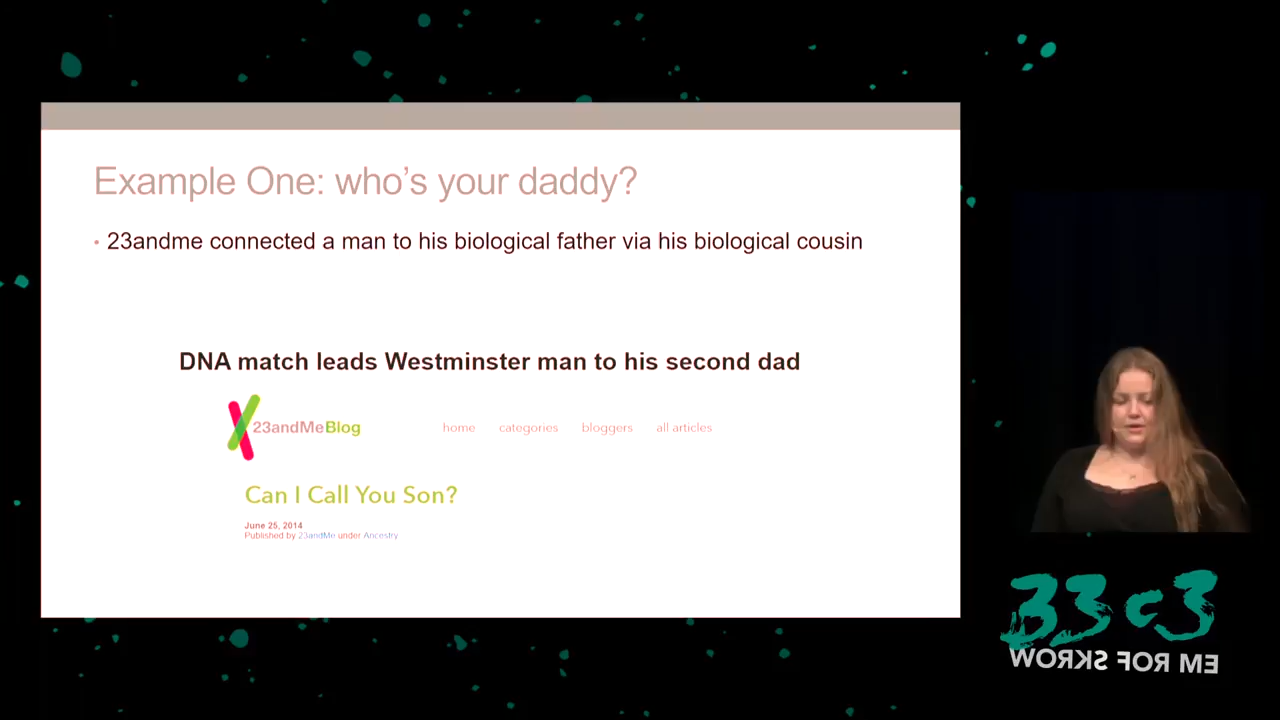 Example One: who's your daddy?
• 23andme connected a man to his biological father via his biological cousin
DNA match leads Westminster man to his second dad
23andMeBlog
home categories bloggers all articles
Can I Call You Son?
June 25, 2014
Published by 23andMe under Ancestry
33c3
WORKS FOR ME